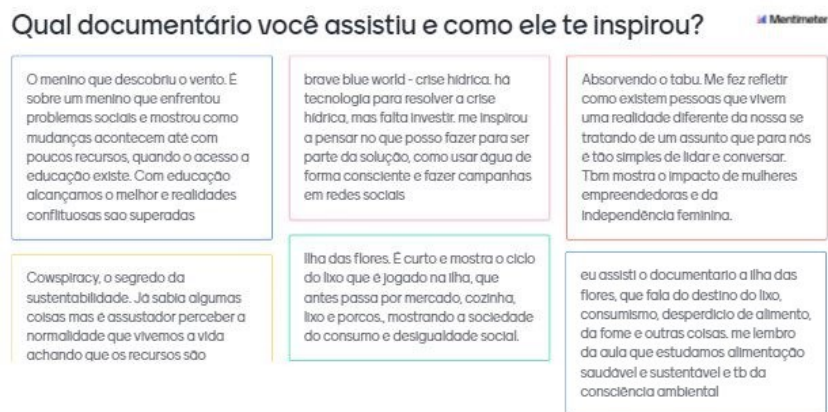 Qual documentário você assistiu e como ele te inspirou?
Mentimeter
O menino que descobriu o vento. É
sobre um menino que enfrentou
problemas sociais e mostrou como
mudanças acontecem até com
poucos recursos, quando o acesso a
educação existe. Com educação
alcançamos o melhor e realidades
conflituosas sao superadas
brave blue world - crise hídrica. há
tecnologia para resolver a crise
hídrica, mas falta investir. me inspirou
a pensar no que posso fazer para ser
parte da solução, como usar água de
forma consciente e fazer campanhas
em redes sociais
Absorvendo o tabu. Me fez refletir
como existem pessoas que vivem
uma realidade diferente da nossa se
tratando de um assunto que para nós
é tão simples de lidar e conversar.
Tbm mostra o impacto de mulheres
empreendedoras e da
independência feminina.
Cowspiracy, o segredo da
sustentabilidade. Já sabia algumas
coisas mas é assustador perceber a
normalidade que vivemos a vida
achando que os recursos são
Ilha das flores. É curto e mostra o ciclo
do lixo que é jogado na ilha, que
antes passa por mercado, cozinha,
lixo e porcos., mostrando a sociedade
do consumo e desigualdade social.
eu assisti o documentario a ilha das
flores, que fala do destino do lixo,
consumismo, desperdicio de alimento,
da fome e outras coisas. me lembro
da aula que estudamos alimentação
saudável e sustentável e tb da
consciência ambiental